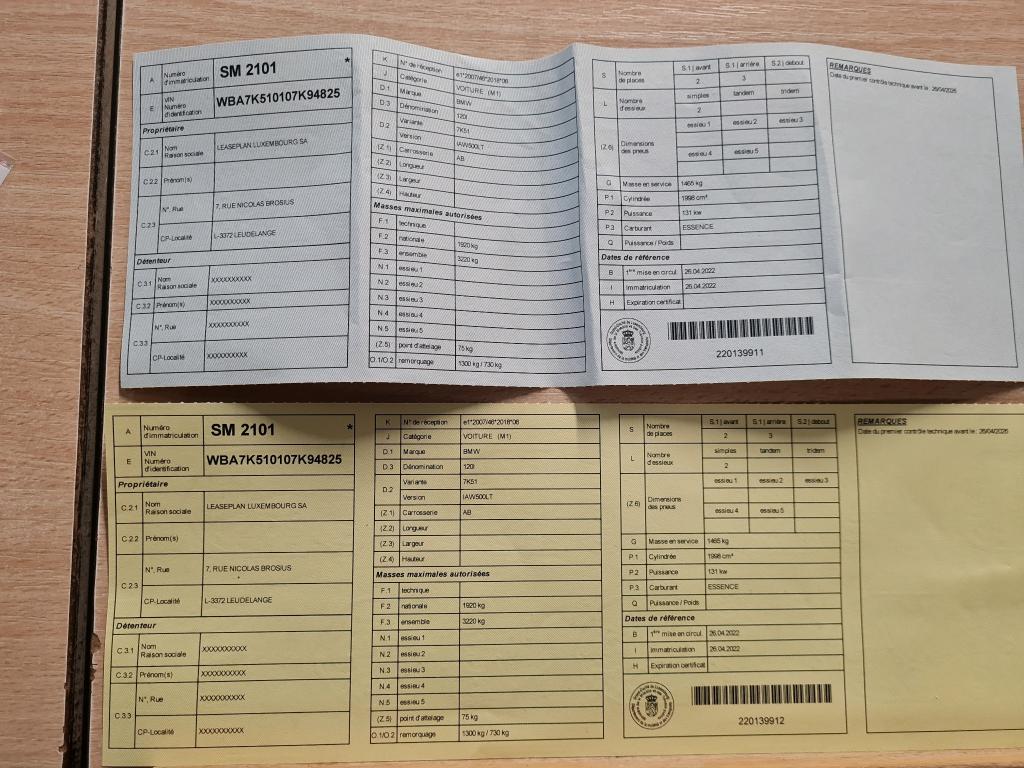 A Numéro d'immatriculation SM 2101 *
E VIN Numéro d'identification WBA7K510107K94825
Propriétaire
C.2.1 Nom Raison sociale LEASEPLAN LUXEMBOURG SA
C.2.2 Prénom(s)
C.2.3 N°, Rue 7, RUE NICOLAS BROSIUS
CP-Localité L-3372 LEUDELANGE
Détenteur
C.3.1 Nom Raison sociale XXXXXXXXXX
C.3.2 Prénom(s) XXXXXXXXXX
C.3.3 N°, Rue XXXXXXXXXX
CP-Localité XXXXXXXXXX
K N° de réception e1*2007/46*2018*06
J Catégorie VOITURE (M1)
D.1 Marque BMW
D.3 Dénomination 120i
D.2 Variante 7K51
Version IAW500LT
(Z.1) Carrosserie AB
(Z.2) Longueur
(Z.3) Largeur
(Z.4) Hauteur
Masses maximales autorisées
F.1 technique
F.2 nationale 1920 kg
F.3 ensemble 3220 kg
N.1 essieu 1
N.2 essieu 2
N.3 essieu 3
N.4 essieu 4
N.5 essieu 5
(Z.5) point d'attelage 75 kg
O.1/O.2 remorquage 1300 kg / 730 kg
S Nombre de places S.1 | avant S.1 | arrière S.2 | debout
2 3
L Nombre d'essieux simples tandem tridem
2
(Z.6) Dimensions des pneus essieu 1 essieu 2 essieu 3
essieu 4 essieu 5
G Masse en service 1465 kg
P.1 Cylindrée 1998 cm³
P.2 Puissance 131 kw
P.3 Carburant ESSENCE
Q Puissance / Poids
Dates de référence
B 1ère mise en circul. 26.04.2022
I Immatriculation 26.04.2022
H Expiration certificat
220139911
REMARQUES
Date du premier contrôle technique avant le : 26/04/2026
A Numéro d'immatriculation SM 2101 *
E VIN Numéro d'identification WBA7K510107K94825
Propriétaire
C.2.1 Nom Raison sociale LEASEPLAN LUXEMBOURG SA
C.2.2 Prénom(s)
C.2.3 N°, Rue 7, RUE NICOLAS BROSIUS
CP-Localité L-3372 LEUDELANGE
Détenteur
C.3.1 Nom Raison sociale XXXXXXXXXX
C.3.2 Prénom(s) XXXXXXXXXX
C.3.3 N°, Rue XXXXXXXXXX
CP-Localité XXXXXXXXXX
K N° de réception e1*2007/46*2018*06
J Catégorie VOITURE (M1)
D.1 Marque BMW
D.3 Dénomination 120i
D.2 Variante 7K51
Version IAW500LT
(Z.1) Carrosserie AB
(Z.2) Longueur
(Z.3) Largeur
(Z.4) Hauteur
Masses maximales autorisées
F.1 technique
F.2 nationale 1920 kg
F.3 ensemble 3220 kg
N.1 essieu 1
N.2 essieu 2
N.3 essieu 3
N.4 essieu 4
N.5 essieu 5
(Z.5) point d'attelage 75 kg
O.1/O.2 remorquage 1300 kg / 730 kg
S Nombre de places S.1 | avant S.1 | arrière S.2 | debout
2 3
L Nombre d'essieux simples tandem tridem
2
(Z.6) Dimensions des pneus essieu 1 essieu 2 essieu 3
essieu 4 essieu 5
G Masse en service 1465 kg
P.1 Cylindrée 1998 cm³
P.2 Puissance 131 kw
P.3 Carburant ESSENCE
Q Puissance / Poids
Dates de référence
B 1ère mise en circul. 26.04.2022
I Immatriculation 26.04.2022
H Expiration certificat
220139912
REMARQUES
Date du premier contrôle technique avant le : 26/04/2026